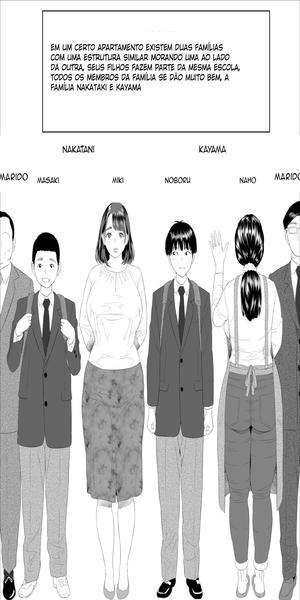 EM UM CERTO APARTAMENTO EXISTEM DUAS FAMÍLIAS
COM UMA ESTRUTURA SIMILAR MORANDO UMA AO LADO
DA OUTRA, SEUS FILHOS FAZEM PARTE DA MESMA ESCOLA,
TODOS OS MEMBROS DA FAMÍLIA SE DÃO MUITO BEM, A
FAMÍLIA NAKATAKI E KAYAMA
NAKATANI KAYAMA
MARIDO MASAKI MIKI NOBORU NAHO MARIDO